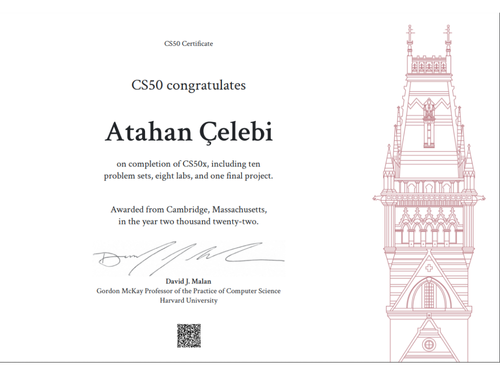 CS50 Certificate
CS50 congratulates
Atahan Çelebi
on completion of CS50x, including ten
problem sets, eight labs, and one final project.
Awarded from Cambridge, Massachusetts,
in the year two thousand twenty-two.
David J. Malan
Gordon McKay Professor of the Practice of Computer Science
Harvard University